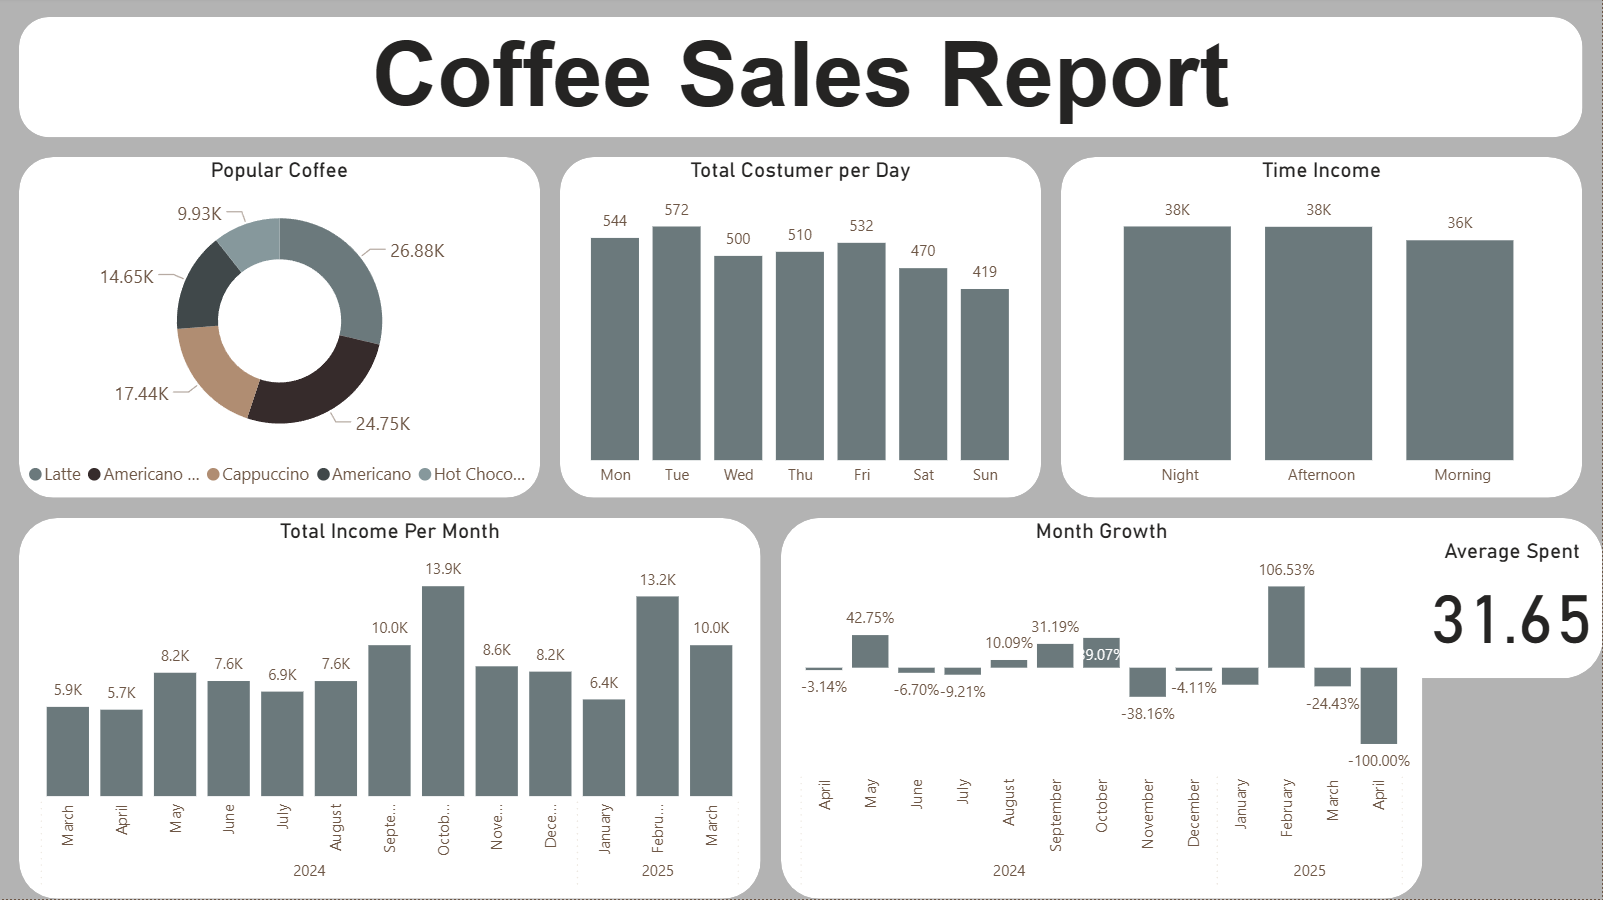 Coffee Sales Report
Popular Coffee
9.93K
26.88K
14.65K
17.44K
24.75K
Latte Americano ... Cappuccino Americano Hot Choco...
Total Costumer per Day
544 572 500 510 532 470 419
Mon Tue Wed Thu Fri Sat Sun
Time Income
38K 38K 36K
Night Afternoon Morning
Total Income Per Month
5.9K 5.7K 8.2K 7.6K 6.9K 7.6K 10.0K 13.9K 8.6K 8.2K 6.4K 13.2K 10.0K
March April May June July August Septe... Octob... Nove... Dece... January Febru... March
2024 2025
Month Growth
-3.14% 42.75% -6.70% -9.21% 10.09% 31.19% 39.07% -38.16% -4.11% 106.53% -24.43% -100.00%
April May June July August September October November December January February March April
2024 2025
Average Spent
31.65